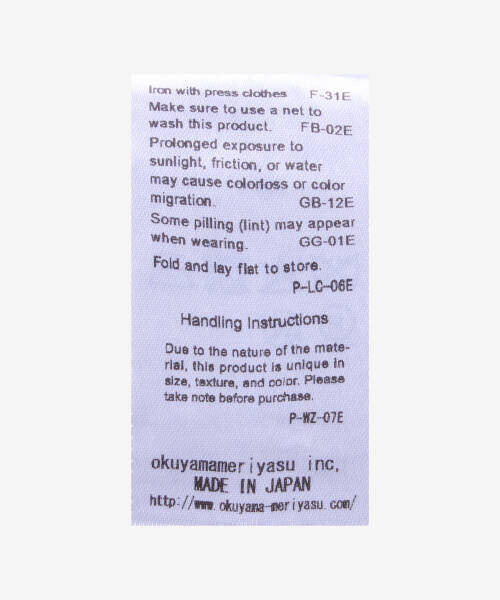 Iron with press clothes F-31E
Make sure to use a net to
wash this product. FB-02E
Prolonged exposure to
sunlight, friction, or water
may cause colorloss or color
migration. GB-12E
Some pilling (lint) may appear
when wearing. GG-01E
Fold and lay flat to store.
P-LC-06E
Handling Instructions
Due to the nature of the mate-
rial, this product is unique in
size, texture, and color. Please
take note before purchase.
P-WZ-07E
okuyamameriyasu inc,
MADE IN JAPAN
http://www.okuyama-meriyasu.com/